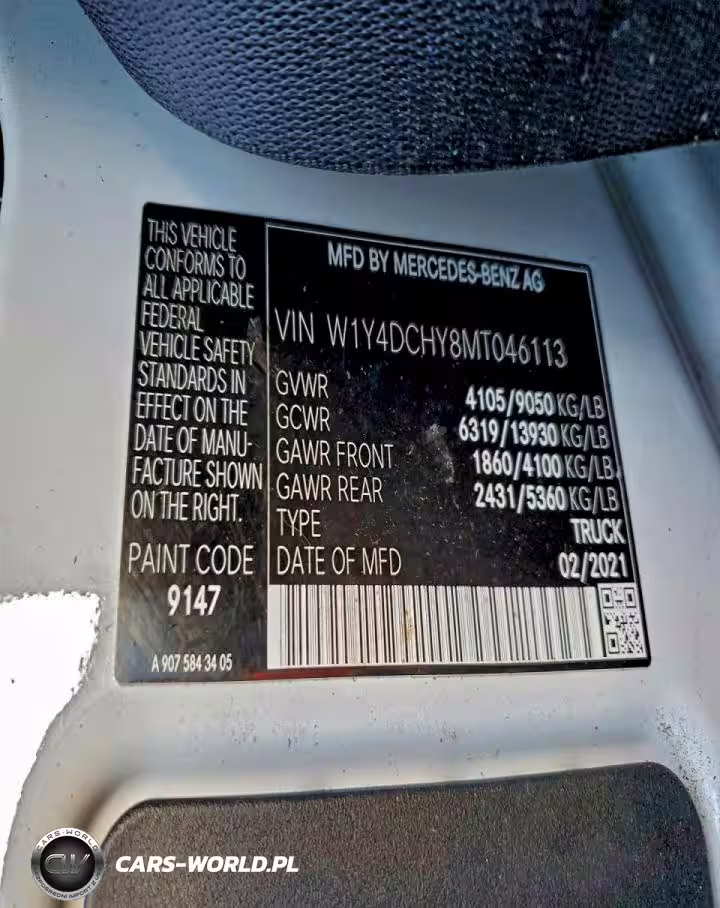 THIS VEHICLE
CONFORMS TO
ALL APPLICABLE
FEDERAL
VEHICLE SAFETY
STANDARDS IN
EFFECT ON THE
DATE OF MANU-
FACTURE SHOWN
ON THE RIGHT.
PAINT CODE
9147
A 907 584 34 05
MFD BY MERCEDES-BENZ AG
VIN W1Y4DCHY8MT046113
GVWR 4105/9050 KG/LB
GCWR 6319/13930 KG/LB
GAWR FRONT 1860/4100 KG/LB
GAWR REAR 2431/5360 KG/LB
TYPE TRUCK
DATE OF MFD 02/2021
CARS-WORLD
CW
CARS-WORLD.PL